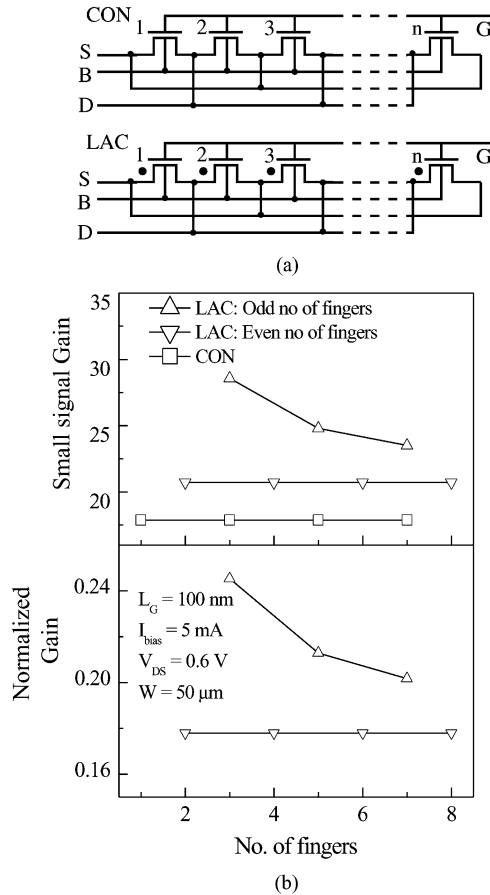 CON
1 2 3 n G
S
B
D
LAC
1 2 3 n G
S
B
D
(a)
35
30
25
20
Small signal Gain
LAC: Odd no of fingers
LAC: Even no of fingers
CON
0.24
0.20
0.16
Normalized
Gain
L_G = 100 nm
I_bias = 5 mA
V_DS = 0.6 V
W = 50 μm
2 4 6 8
No. of fingers
(b)